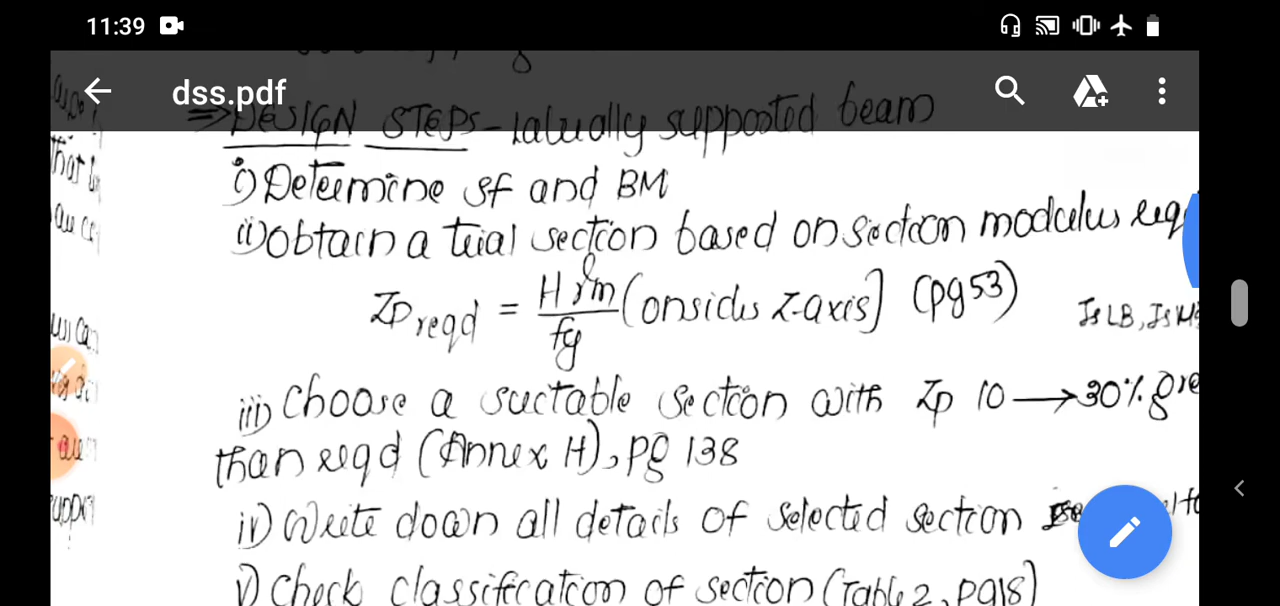 11:39
dss.pdf
⇒DESIGN STEPS - laterally supported beam
i) Determine SF and BM
ii) obtain a trial section based on section modulus req
Zp reqd = M γm / fy (Consider Z-axis] (pg 53)
ISLB, ISM
iii) Choose a suitable section with Zp 10 → 30% gre
than reqd (Annex H), pg 138
iv) Write down all details of selected section
v) Check classification of section (Table 2, pg 18)